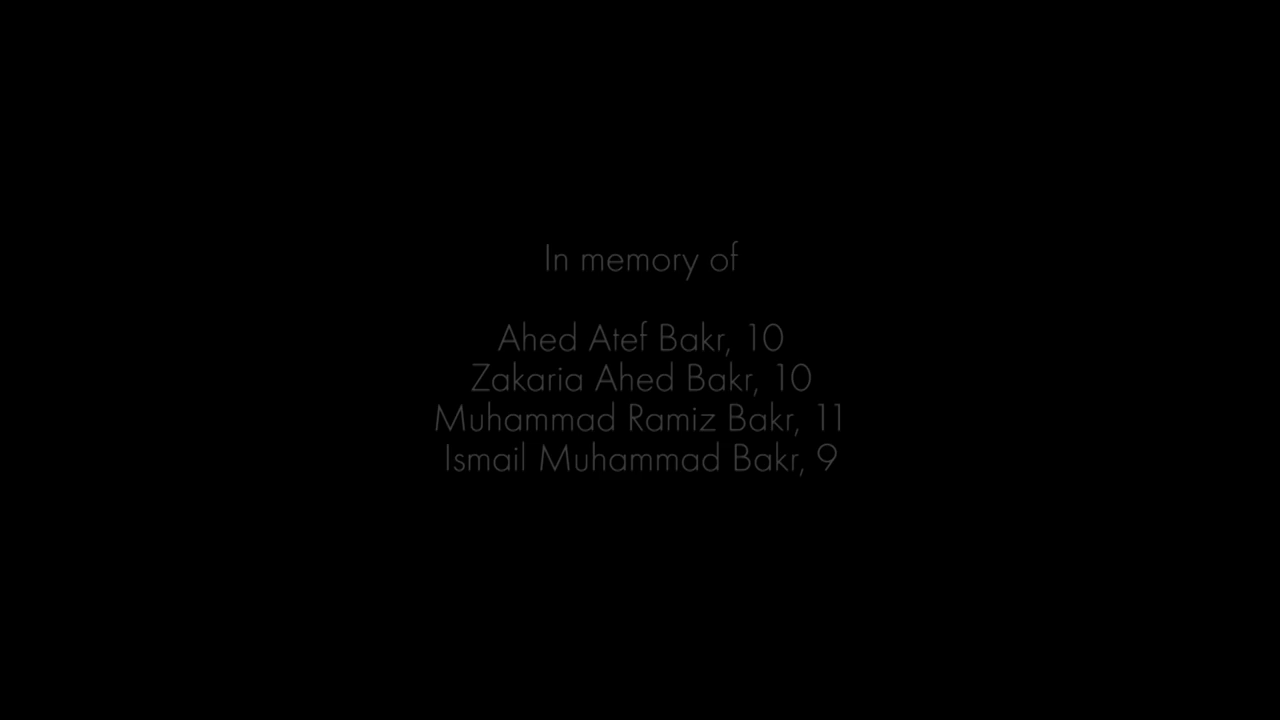 In memory of
Ahed Atef Bakr, 10
Zakaria Ahed Bakr, 10
Muhammad Ramiz Bakr, 11
Ismail Muhammad Bakr, 9